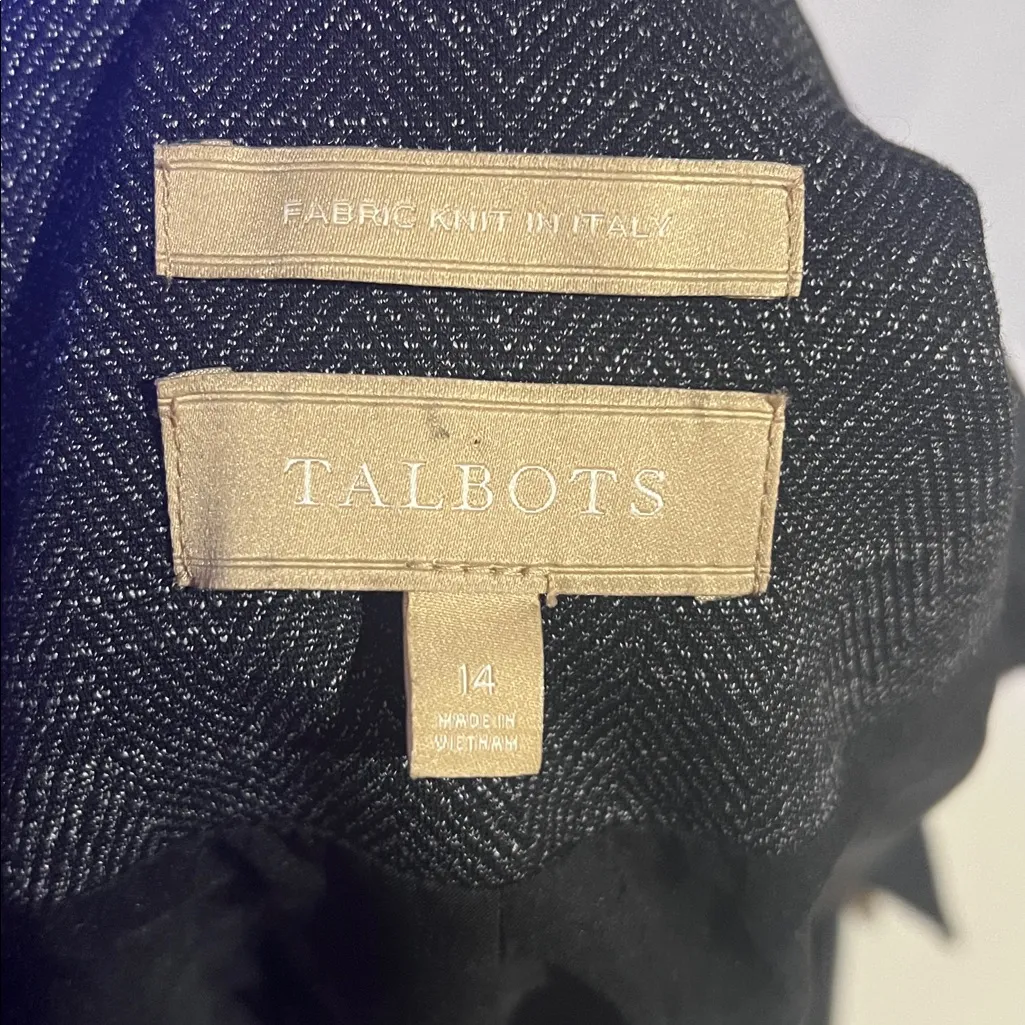 FABRIC KNIT IN ITALY
TALBOTS
14
MADE IN
VIETNAM